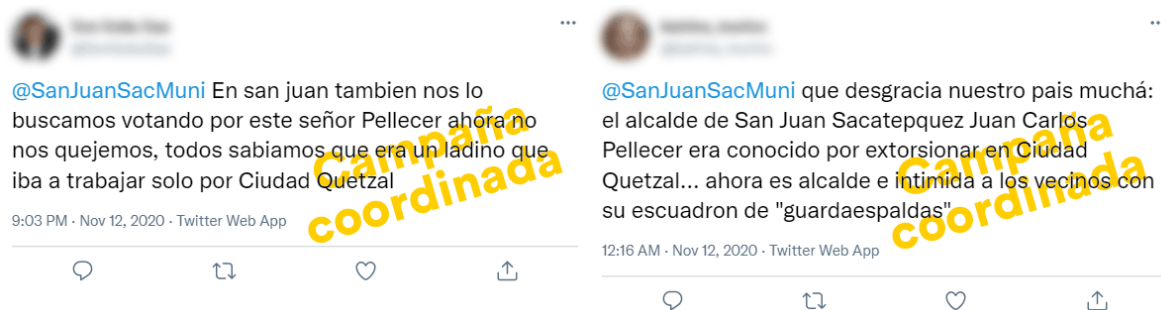 @SanJuanSacMuni En san juan tambien nos lo
buscamos votando por este señor Pellecer ahora no
nos quejemos, todos sabiamos que era un ladino que
iba a trabajar solo por Ciudad Quetzal
Campaña
coordinada
9:03 PM · Nov 12, 2020 · Twitter Web App
@SanJuanSacMuni que desgracia nuestro pais muchá:
el alcalde de San Juan Sacatepquez Juan Carlos
Pellecer era conocido por extorsionar en Ciudad
Quetzal... ahora es alcalde e intimida a los vecinos con
su escuadron de "guardaespaldas"
Campaña
coordinada
12:16 AM · Nov 12, 2020 · Twitter Web App